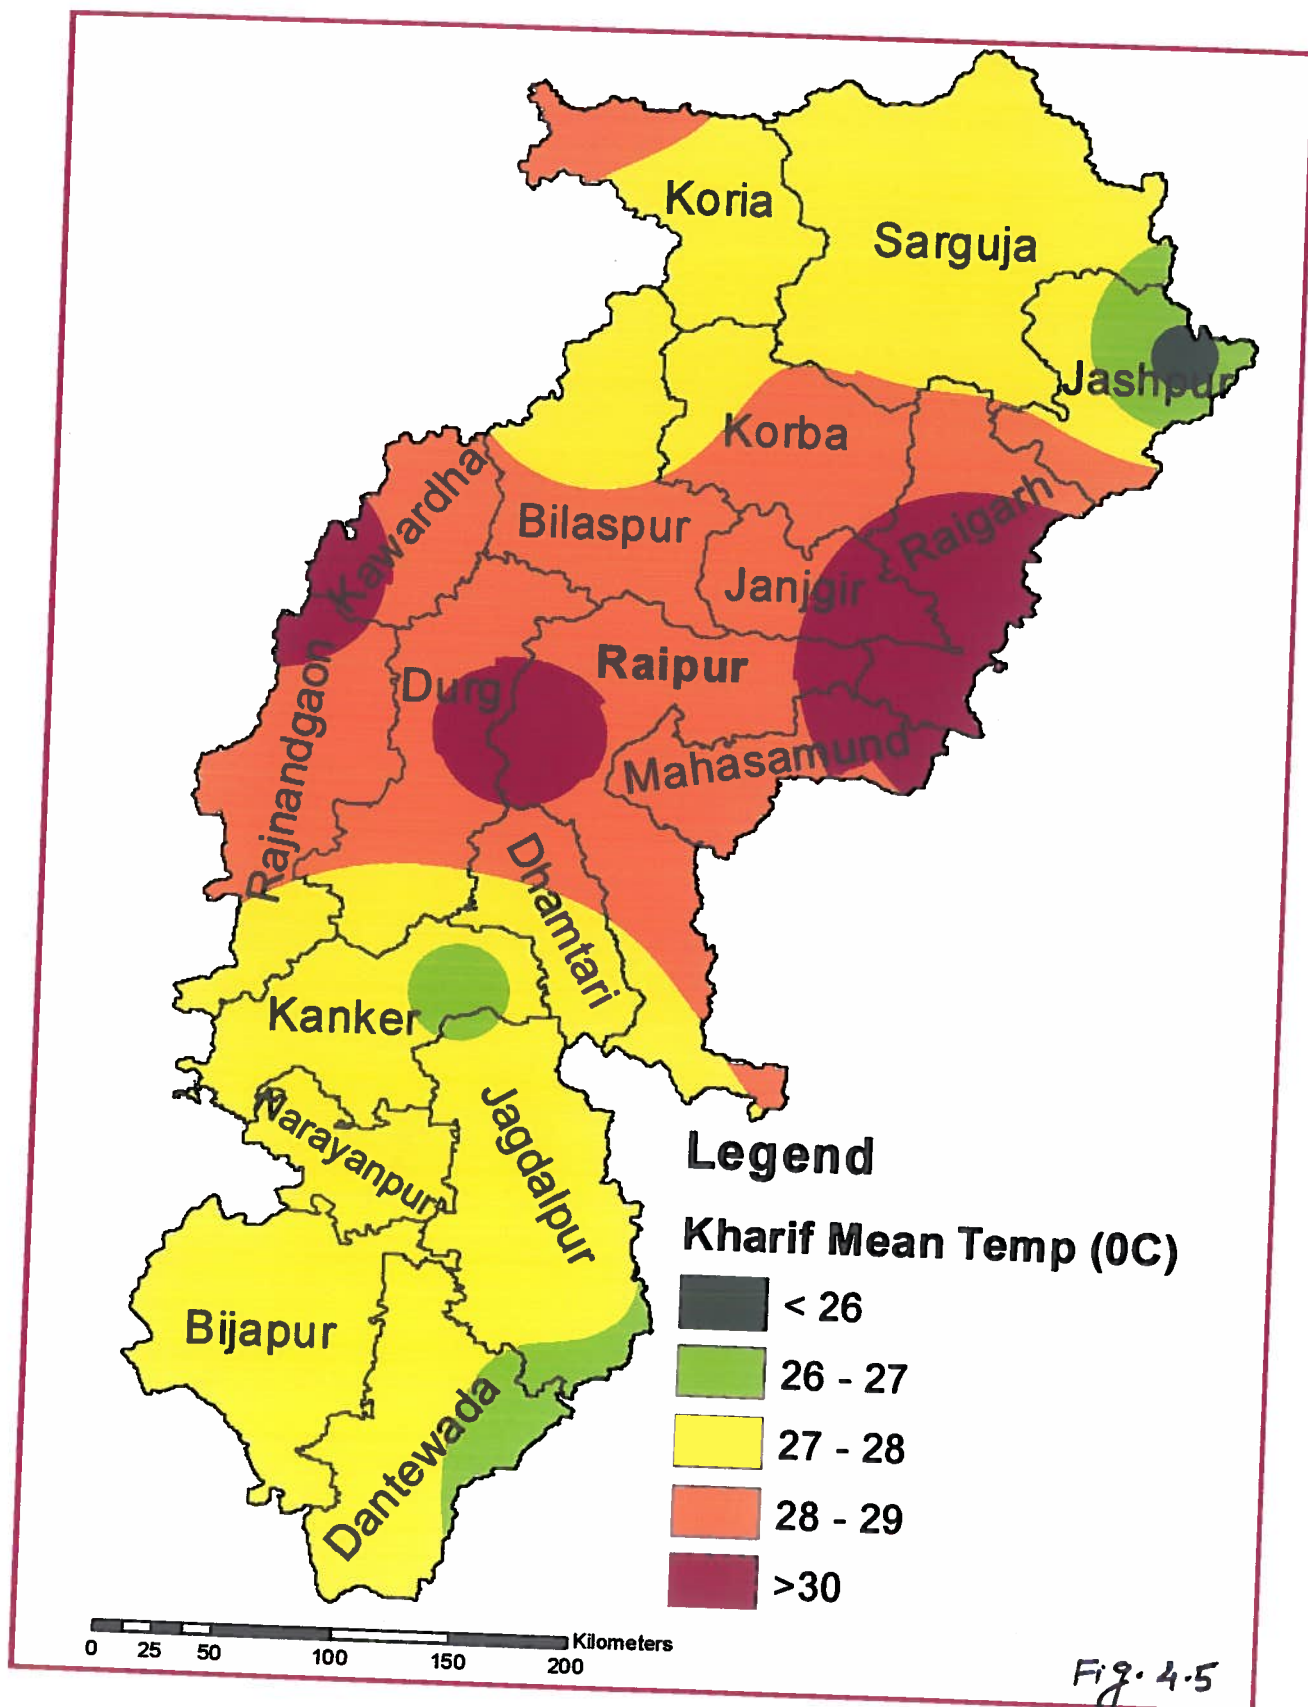 Koria
Sarguja
Jashpur
Korba
Kawardha
Bilaspur
Raigarh
Janjgir
Raipur
Durg
Rajnandgaon
Mahasamund
Dhamtari
Kanker
Narayanpur
Jagdalpur
Bijapur
Dantewada
Legend
Kharif Mean Temp (0C)
< 26
26 - 27
27 - 28
28 - 29
>30
0 25 50 100 150 200 Kilometers
Fig. 4.5